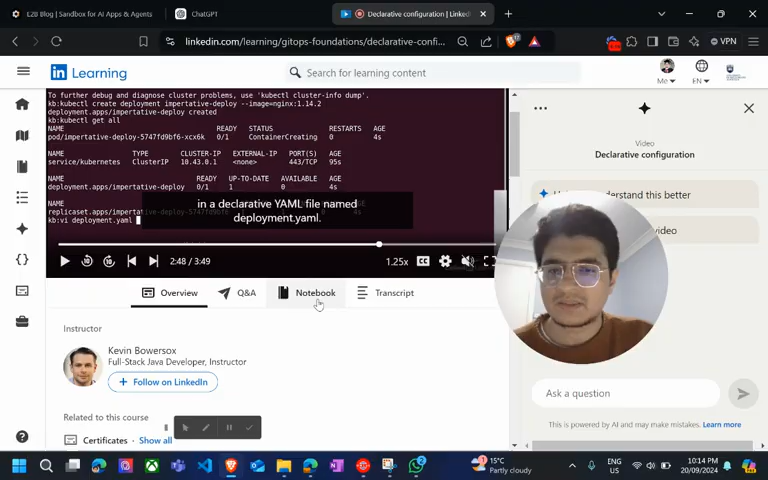 E2B Blog | Sandbox for AI Apps & Agents
ChatGPT
Declarative configuration | Linked
linkedin.com/learning/gitops-foundations/declarative-confi...
VPN
in Learning
Search for learning content
Me
EN
To further debug and diagnose cluster problems, use 'kubectl cluster-info dump'.
kb:kubectl create deployment impertative-deploy --image=nginx:1.14.2
deployment.apps/impertative-deploy created
kb:kubectl get all
NAME READY STATUS RESTARTS AGE
pod/impertative-deploy-5747fd9bf6-xcx6k 0/1 ContainerCreating 0 4s
NAME TYPE CLUSTER-IP EXTERNAL-IP PORT(S) AGE
service/kubernetes ClusterIP 10.43.0.1 <none> 443/TCP 95s
NAME READY UP-TO-DATE AVAILABLE AGE
deployment.apps/impertative-deploy 0/1 1 0 4s
NAME
replicaset.apps/impertative-deploy-5747fd9bf6
kb:vi deployment.yaml
in a declarative YAML file named
deployment.yaml.
2:48 / 3:49
1.25x
CC
Overview
Q&A
Notebook
Transcript
Instructor
Kevin Bowersox
Full-Stack Java Developer, Instructor
+ Follow on LinkedIn
Related to this course
Certificates
Show all
Video
Declarative configuration
understand this better
video
Ask a question
This is powered by AI and may make mistakes. Learn more
15°C
Partly cloudy
ENG
US
10:14 PM
20/09/2024